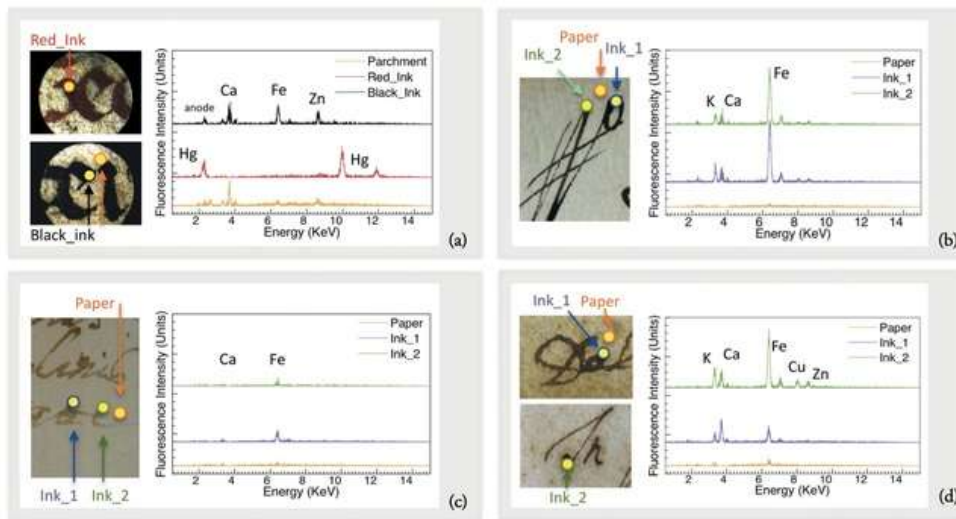 Red_Ink
Black_ink
Fluorescence Intensity (Units)
Parchment
Red_Ink
Black_Ink
anode
Ca
Fe
Zn
Hg
Hg
2 4 6 8 10 12 14
Energy (KeV)
(a)
Paper
Ink_2
Ink_1
Fluorescence Intensity (Units)
Paper
Ink_1
Ink_2
Fe
K
Ca
2 4 6 8 10 12 14
Energy (KeV)
(b)
Paper
Ink_1
Ink_2
Fluorescence Intensity (Units)
Paper
Ink_1
Ink_2
Ca
Fe
2 4 6 8 10 12 14
Energy (KeV)
(c)
Ink_1
Paper
Ink_2
Fluorescence Intensity (Units)
Paper
Ink_1
Ink_2
Fe
K
Ca
Cu
Zn
2 4 6 8 10 12 14
Energy (KeV)
(d)